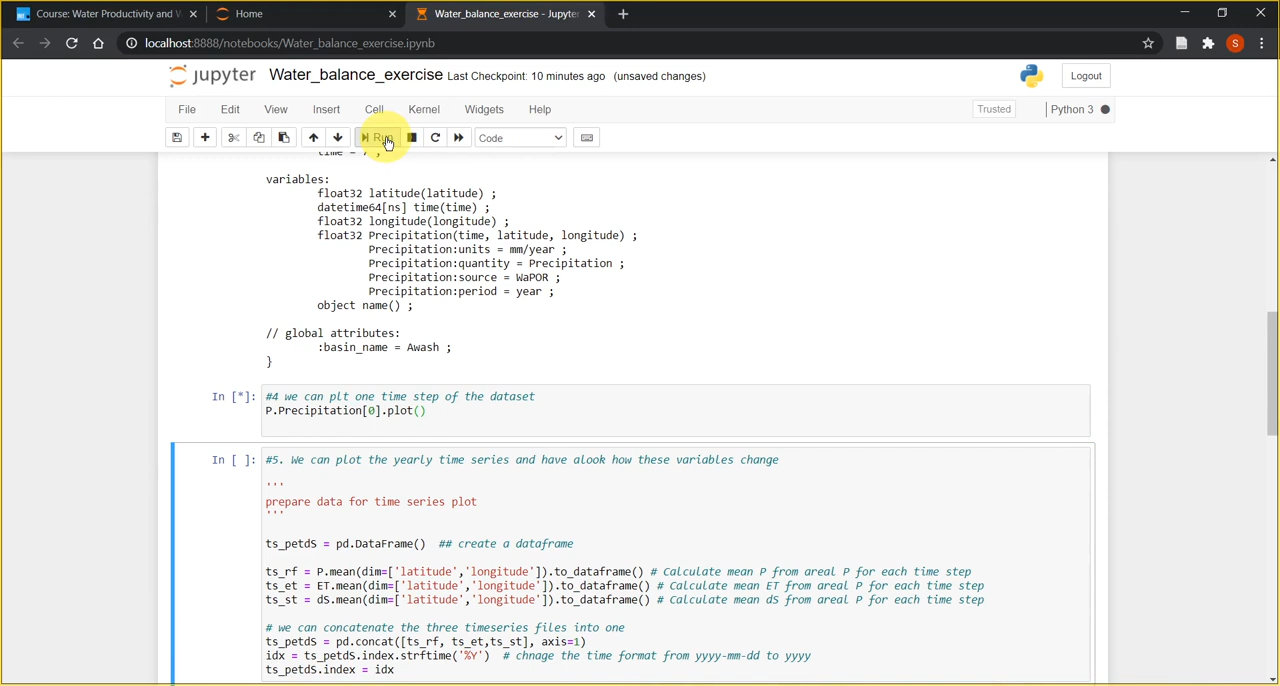 Course: Water Productivity and W
Home
Water_balance_exercise - Jupyter
localhost:8888/notebooks/Water_balance_exercise.ipynb
S
jupyter Water_balance_exercise Last Checkpoint: 10 minutes ago (unsaved changes)
Logout
File Edit View Insert Cell Kernel Widgets Help
Trusted
Python 3
Run
Code
time = 7 ;
variables:
float32 latitude(latitude) ;
datetime64[ns] time(time) ;
float32 longitude(longitude) ;
float32 Precipitation(time, latitude, longitude) ;
Precipitation:units = mm/year ;
Precipitation:quantity = Precipitation ;
Precipitation:source = WaPOR ;
Precipitation:period = year ;
object name() ;
// global attributes:
:basin_name = Awash ;
}
In [*]: #4 we can plt one time step of the dataset
P.Precipitation[0].plot()
In [ ]: #5. We can plot the yearly time series and have alook how these variables change
'''
prepare data for time series plot
'''
ts_petdS = pd.DataFrame() ## create a dataframe
ts_rf = P.mean(dim=['latitude','longitude']).to_dataframe() # Calculate mean P from areal P for each time step
ts_et = ET.mean(dim=['latitude','longitude']).to_dataframe() # Calculate mean ET from areal P for each time step
ts_st = dS.mean(dim=['latitude','longitude']).to_dataframe() # Calculate mean dS from areal P for each time step
# we can concatenate the three timeseries files into one
ts_petdS = pd.concat([ts_rf, ts_et,ts_st], axis=1)
idx = ts_petdS.index.strftime('%Y') # chnage the time format from yyyy-mm-dd to yyyy
ts_petdS.index = idx